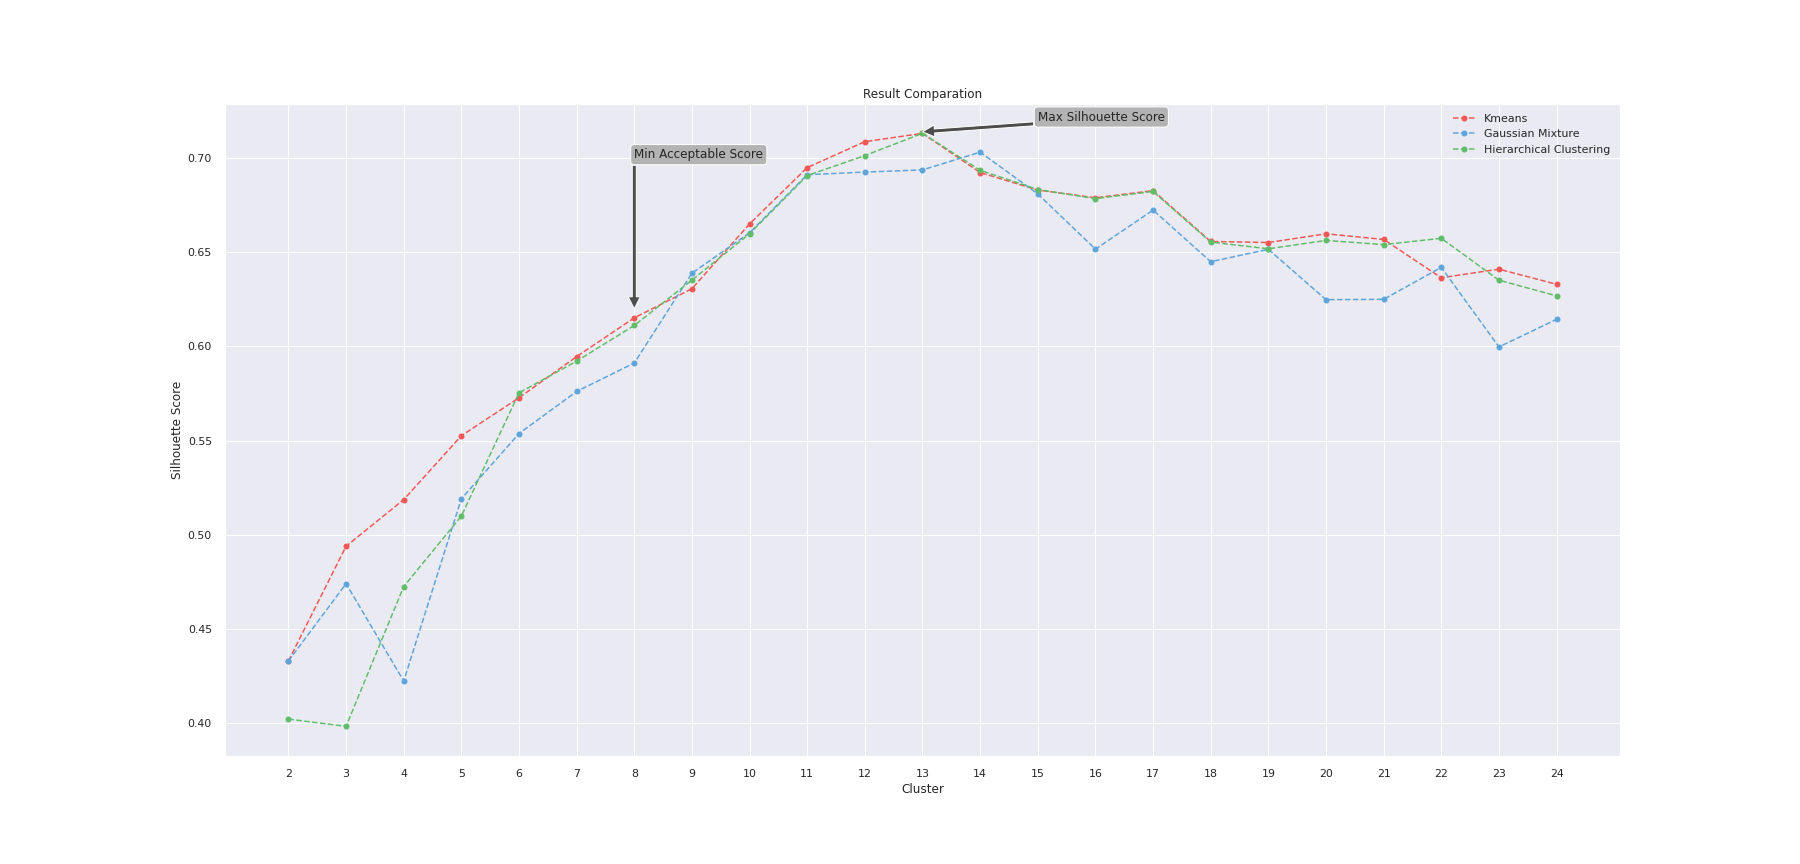 Result Comparation
Max Silhouette Score
Min Acceptable Score
Kmeans
Gaussian Mixture
Hierarchical Clustering
Silhouette Score
0.70
0.65
0.60
0.55
0.50
0.45
0.40
2 3 4 5 6 7 8 9 10 11 12 13 14 15 16 17 18 19 20 21 22 23 24
Cluster